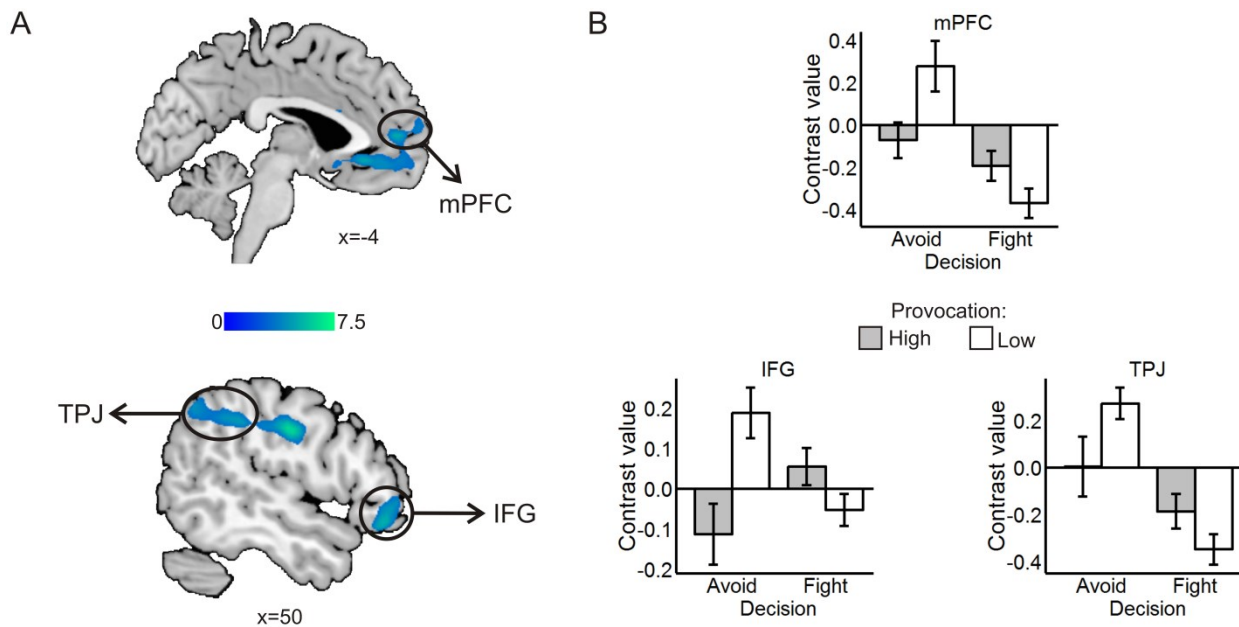 A
mPFC
x=-4
0 7.5
TPJ
IFG
x=50
B
mPFC
Contrast value
0.4
0.2
0.0
-0.2
-0.4
Avoid Fight
Decision
Provocation:
High Low
IFG
Contrast value
0.2
0.1
0.0
-0.1
-0.2
Avoid Fight
Decision
TPJ
Contrast value
0.2
0.0
-0.2
-0.4
Avoid Fight
Decision